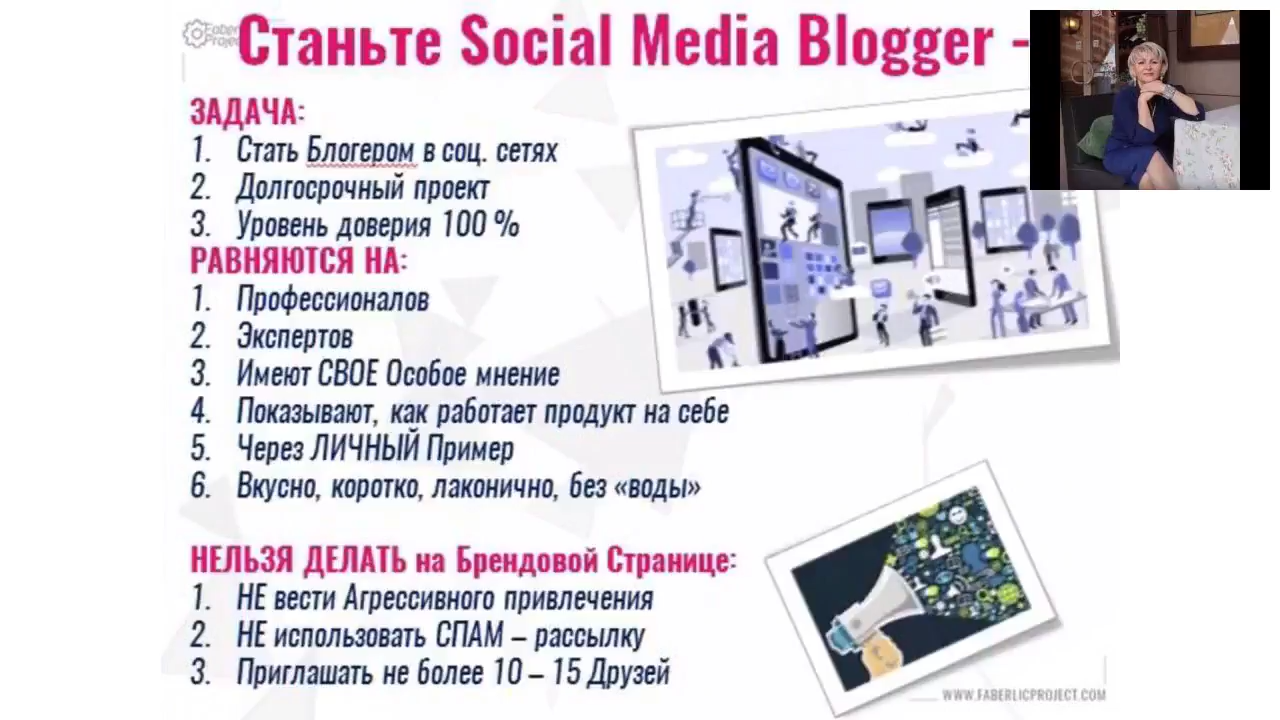 Faber
Proje
Станьте Social Media Blogger -
ЗАДАЧА:
1. Стать Блогером в соц. сетях
2. Долгосрочный проект
3. Уровень доверия 100 %
РАВНЯЮТСЯ НА:
1. Профессионалов
2. Экспертов
3. Имеют СВОЕ Особое мнение
4. Показывают, как работает продукт на себе
5. Через ЛИЧНЫЙ Пример
6. Вкусно, коротко, лаконично, без «воды»
НЕЛЬЗЯ ДЕЛАТЬ на Брендовой Странице:
1. НЕ вести Агрессивного привлечения
2. НЕ использовать СПАМ – рассылку
3. Приглашать не более 10 – 15 Друзей
WWW.FABERLICPROJECT.COM